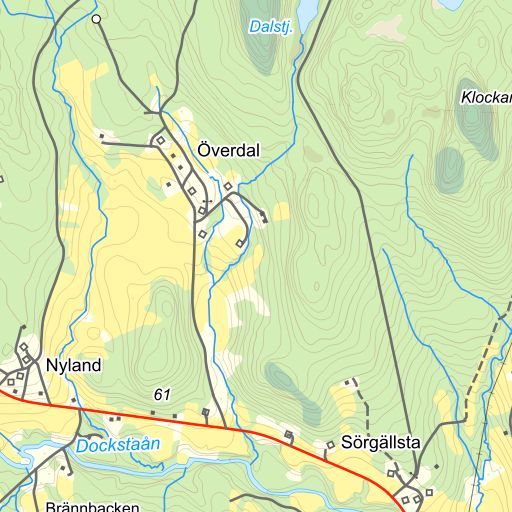 Dalstj.
Klockar
Överdal
Nyland
61
Sörgällsta
Dockstaån
Brännbacken